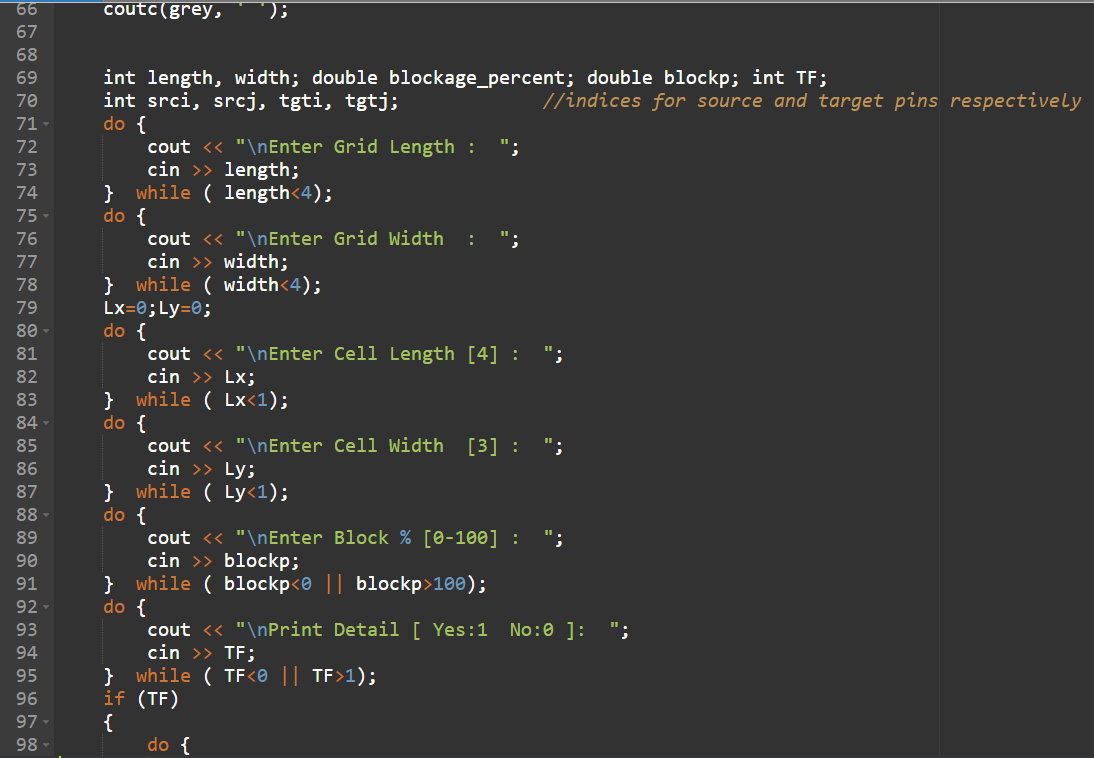 66 coutc(grey, ' ');
67
68
69 int length, width; double blockage_percent; double blockp; int TF;
70 int srci, srcj, tgti, tgtj; //indices for source and target pins respectively
71 do {
72 cout << "\nEnter Grid Length : ";
73 cin >> length;
74 } while ( length<4);
75 do {
76 cout << "\nEnter Grid Width : ";
77 cin >> width;
78 } while ( width<4);
79 Lx=0;Ly=0;
80 do {
81 cout << "\nEnter Cell Length [4] : ";
82 cin >> Lx;
83 } while ( Lx<1);
84 do {
85 cout << "\nEnter Cell Width [3] : ";
86 cin >> Ly;
87 } while ( Ly<1);
88 do {
89 cout << "\nEnter Block % [0-100] : ";
90 cin >> blockp;
91 } while ( blockp<0 || blockp>100);
92 do {
93 cout << "\nPrint Detail [ Yes:1 No:0 ]: ";
94 cin >> TF;
95 } while ( TF<0 || TF>1);
96 if (TF)
97 {
98 do {